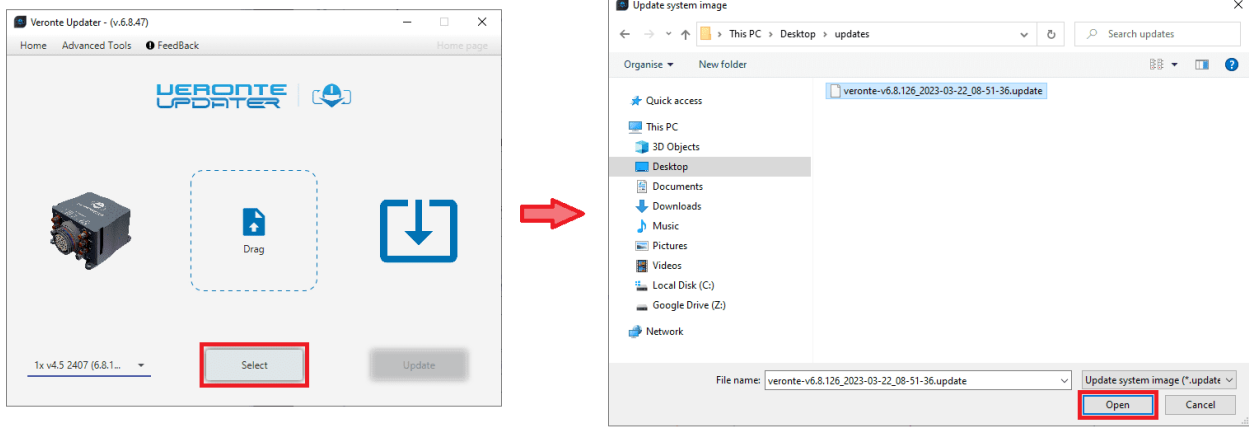 Veronte Updater - (v.6.8.47)
Home Advanced Tools FeedBack Home page
VERONTE
UPDATER
Drag
1x v4.5 2407 (6.8.1... Select Update
Update system image
This PC > Desktop > updates Search updates
Organise New folder
Quick access
This PC
3D Objects
Desktop
Documents
Downloads
Music
Pictures
Videos
Local Disk (C:)
Google Drive (Z:)
Network
veronte-v6.8.126_2023-03-22_08-51-36.update
File name: veronte-v6.8.126_2023-03-22_08-51-36.update Update system image (*.update
Open Cancel